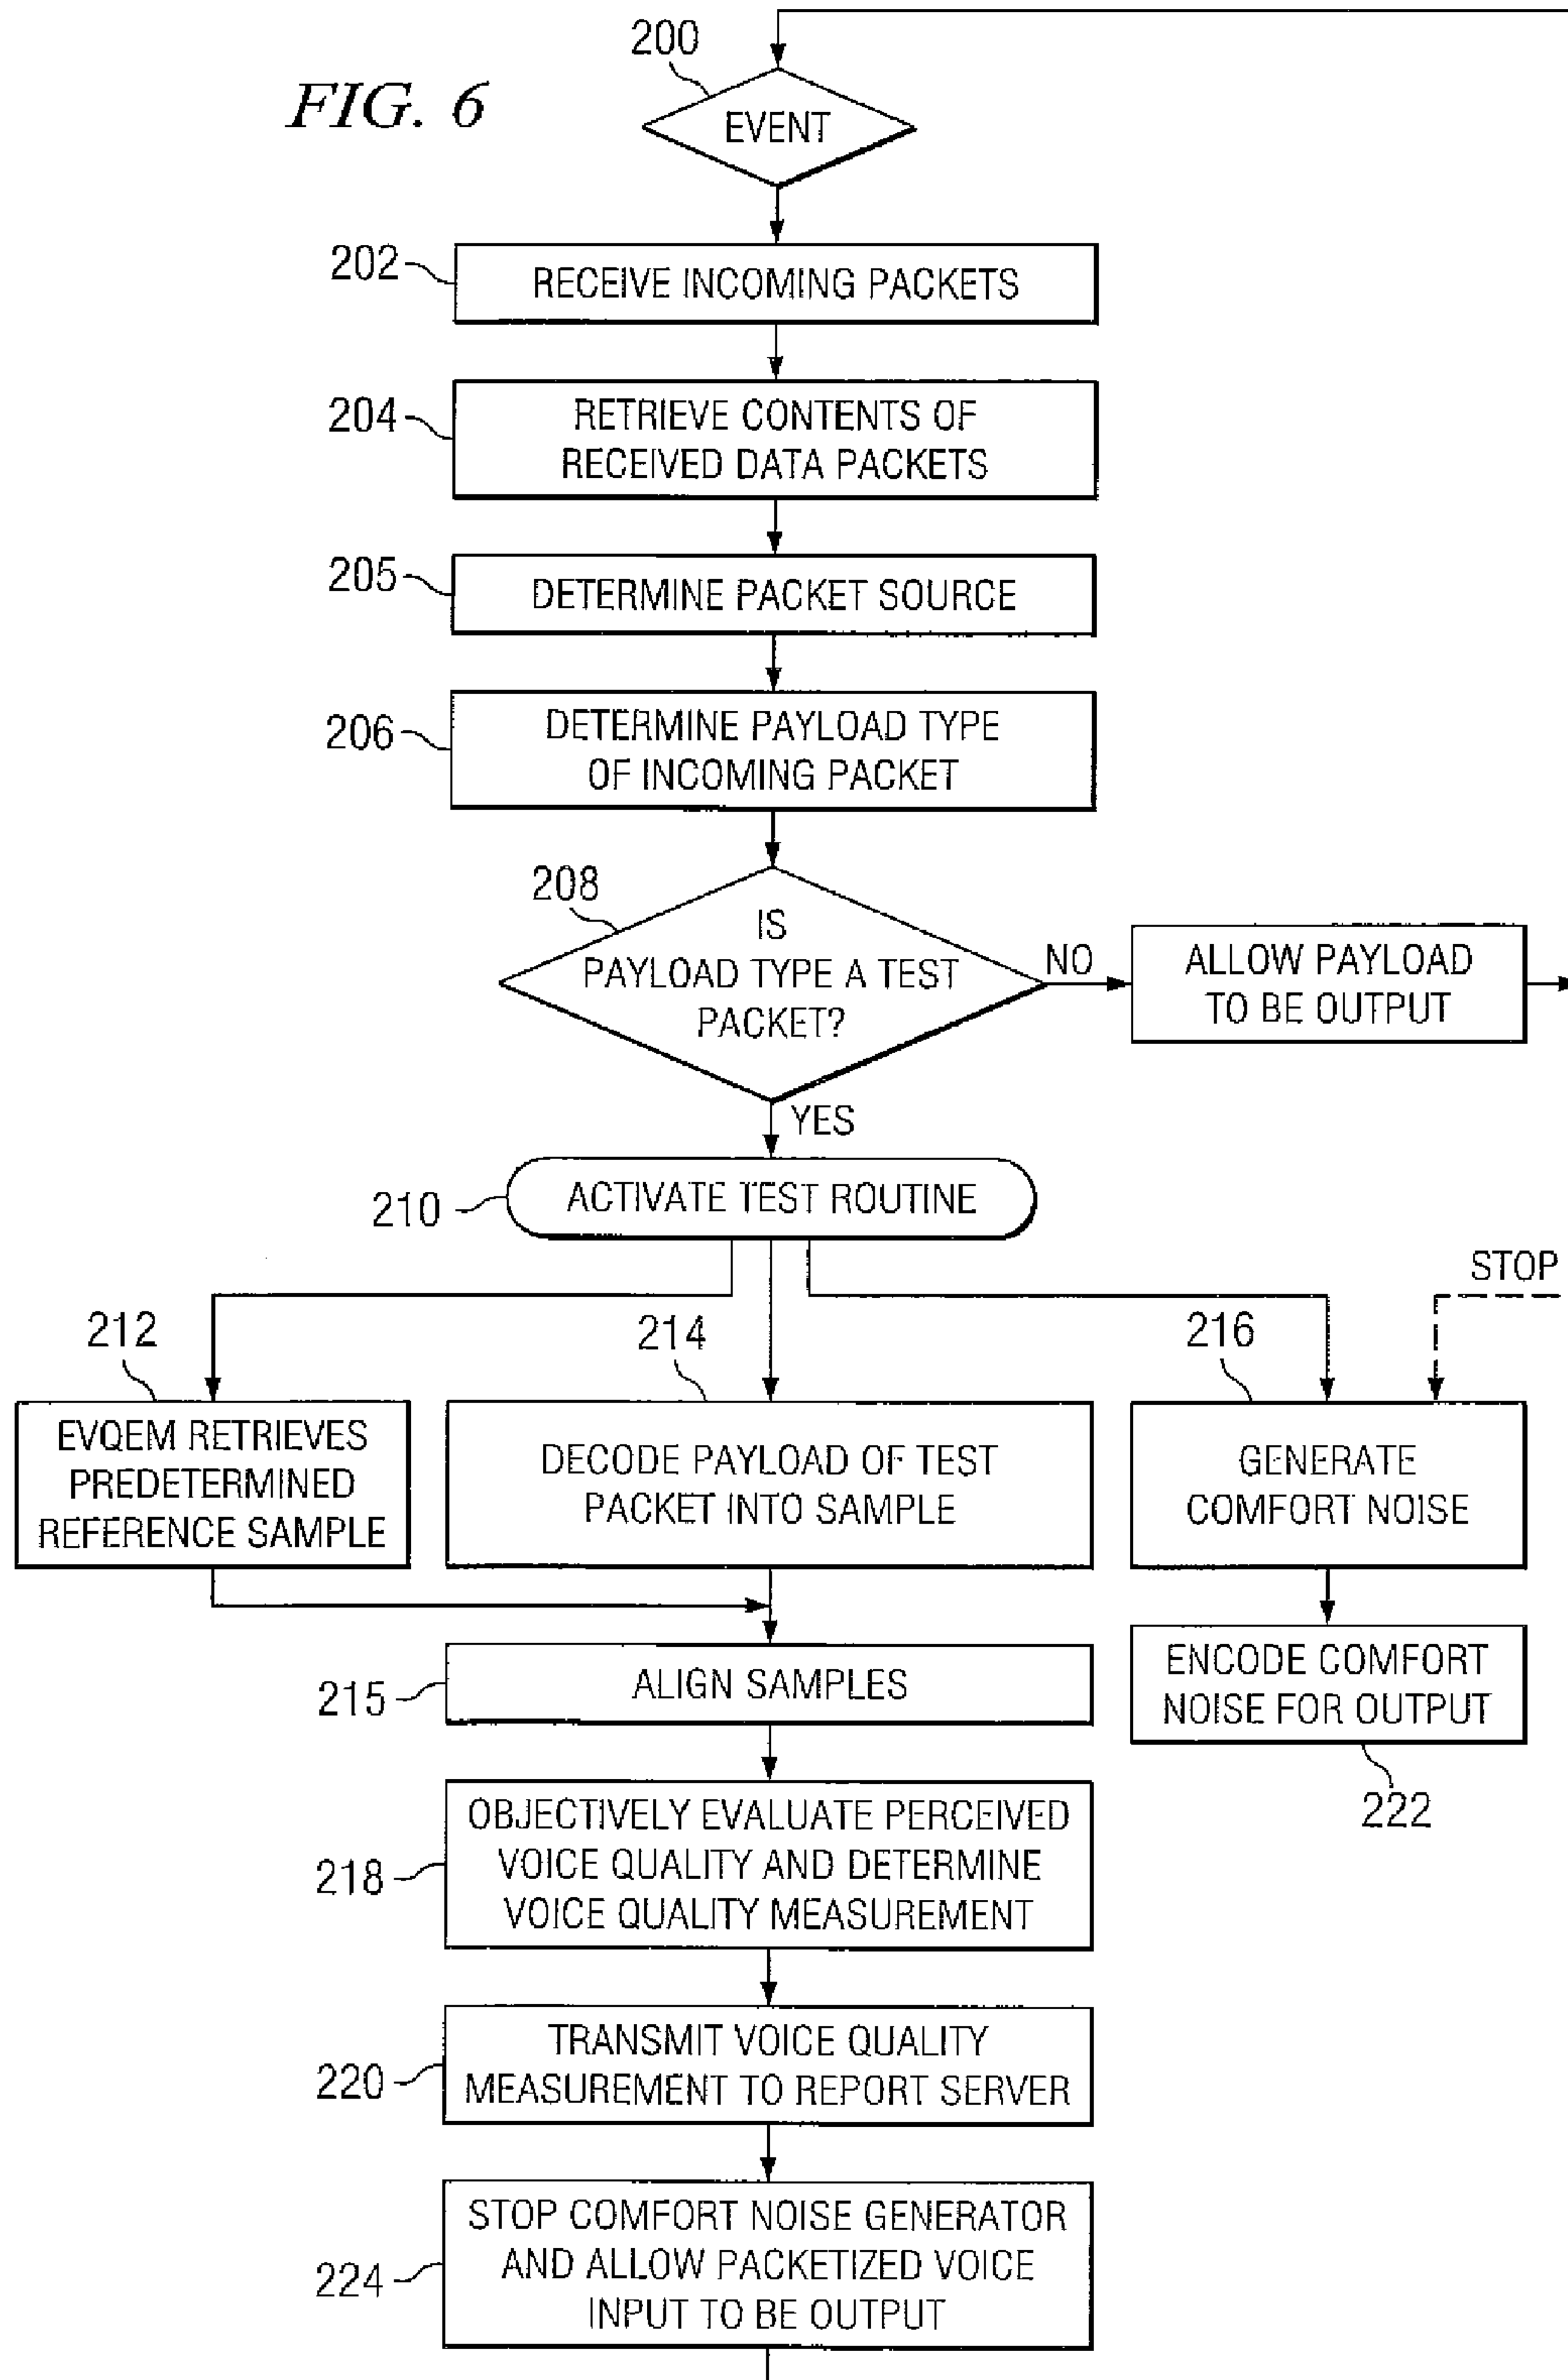 FIG. 6
200
EVENT
202
RECEIVE INCOMING PACKETS
204
RETRIEVE CONTENTS OF
RECEIVED DATA PACKETS
205
DETERMINE PACKET SOURCE
206
DETERMINE PAYLOAD TYPE
OF INCOMING PACKET
208
IS
PAYLOAD TYPE A TEST
PACKET?
NO
ALLOW PAYLOAD
TO BE OUTPUT
YES
210
ACTIVATE TEST ROUTINE
STOP
212
EVQEM RETRIEVES
PREDETERMINED
REFERENCE SAMPLE
214
DECODE PAYLOAD OF TEST
PACKET INTO SAMPLE
216
GENERATE
COMFORT NOISE
215
ALIGN SAMPLES
ENCODE COMFORT
NOISE FOR OUTPUT
222
218
OBJECTIVELY EVALUATE PERCEIVED
VOICE QUALITY AND DETERMINE
VOICE QUALITY MEASUREMENT
220
TRANSMIT VOICE QUALITY
MEASUREMENT TO REPORT SERVER
224
STOP COMFORT NOISE GENERATOR
AND ALLOW PACKETIZED VOICE
INPUT TO BE OUTPUT